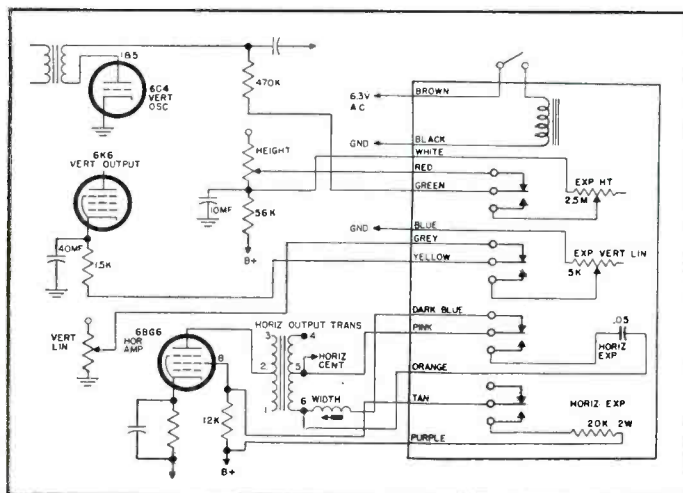 1 B 5
6C4
VERT
OSC
470K
6.3V
A C
BROWN
GND
BLACK
WHITE
RED
GREEN
EXP HT
2.5M
HEIGHT
10MF
56K
B+
6K6
VERT OUTPUT
40MF
1.5K
GND
BLUE
GREY
YELLOW
EXP VERT LIN
5K
VERT
LIN
6BG6
HOR
AMP
8
12K
B+
HORIZ OUTPUT TRANS
3
4
2
5
HORIZ
CENT
1
6
WIDTH
DARK BLUE
PINK
ORANGE
TAN
PURPLE
.05
HORIZ
EXP
HORIZ EXP
20K 2W